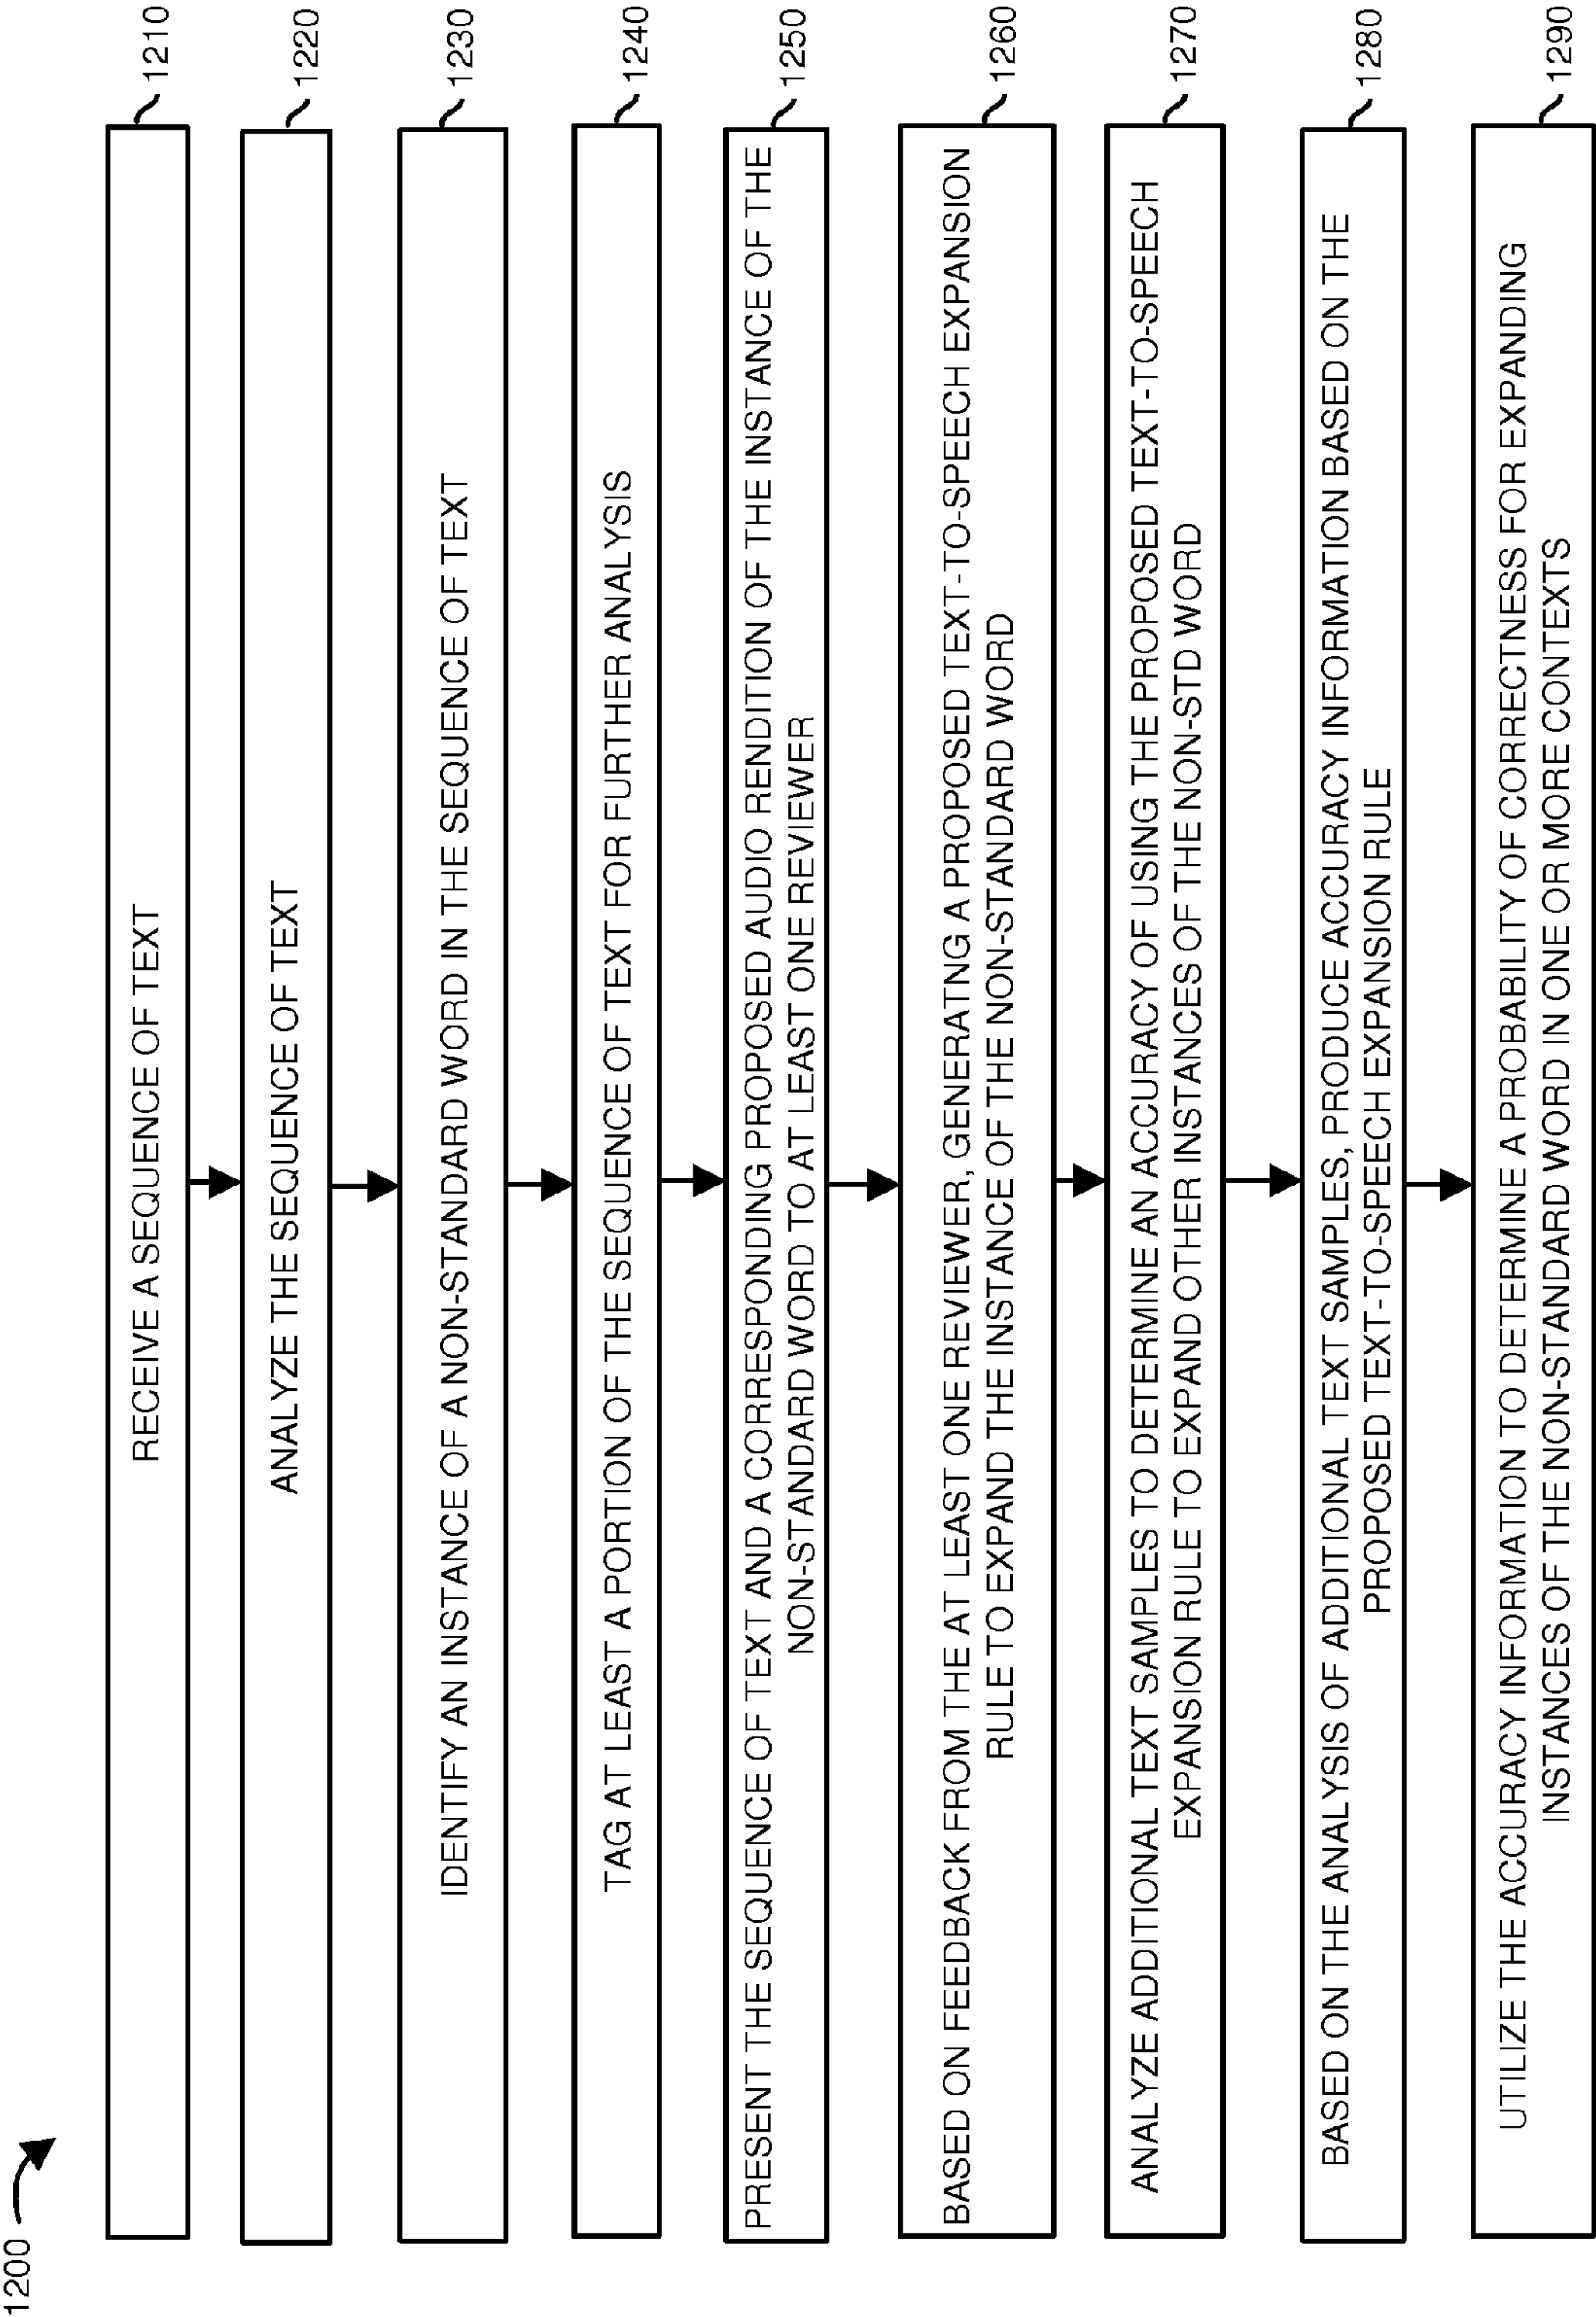 1200
RECEIVE A SEQUENCE OF TEXT
1210
ANALYZE THE SEQUENCE OF TEXT
1220
IDENTIFY AN INSTANCE OF A NON-STANDARD WORD IN THE SEQUENCE OF TEXT
1230
TAG AT LEAST A PORTION OF THE SEQUENCE OF TEXT FOR FURTHER ANALYSIS
1240
PRESENT THE SEQUENCE OF TEXT AND A CORRESPONDING PROPOSED AUDIO RENDITION OF THE INSTANCE OF THE
NON-STANDARD WORD TO AT LEAST ONE REVIEWER
1250
BASED ON FEEDBACK FROM THE AT LEAST ONE REVIEWER, GENERATNG A PROPOSED TEXT-TO-SPEECH EXPANSION
RULE TO EXPAND THE INSTANCE OF THE NON-STANDARD WORD
1260
ANALYZE ADDITIONAL TEXT SAMPLES TO DETERMINE AN ACCURACY OF USING THE PROPOSED TEXT-TO-SPEECH
EXPANSION RULE TO EXPAND OTHER INSTANCES OF THE NON-STD WORD
1270
BASED ON THE ANALYSIS OF ADDITIONAL TEXT SAMPLES, PRODUCE ACCURACY INFORMATION BASED ON THE
PROPOSED TEXT-TO-SPEECH EXPANSION RULE
1280
UTILIZE THE ACCURACY INFORMATION TO DETERMINE A PROBABILITY OF CORRECTNESS FOR EXPANDING
INSTANCES OF THE NON-STANDARD WORD IN ONE OR MORE CONTEXTS
1290